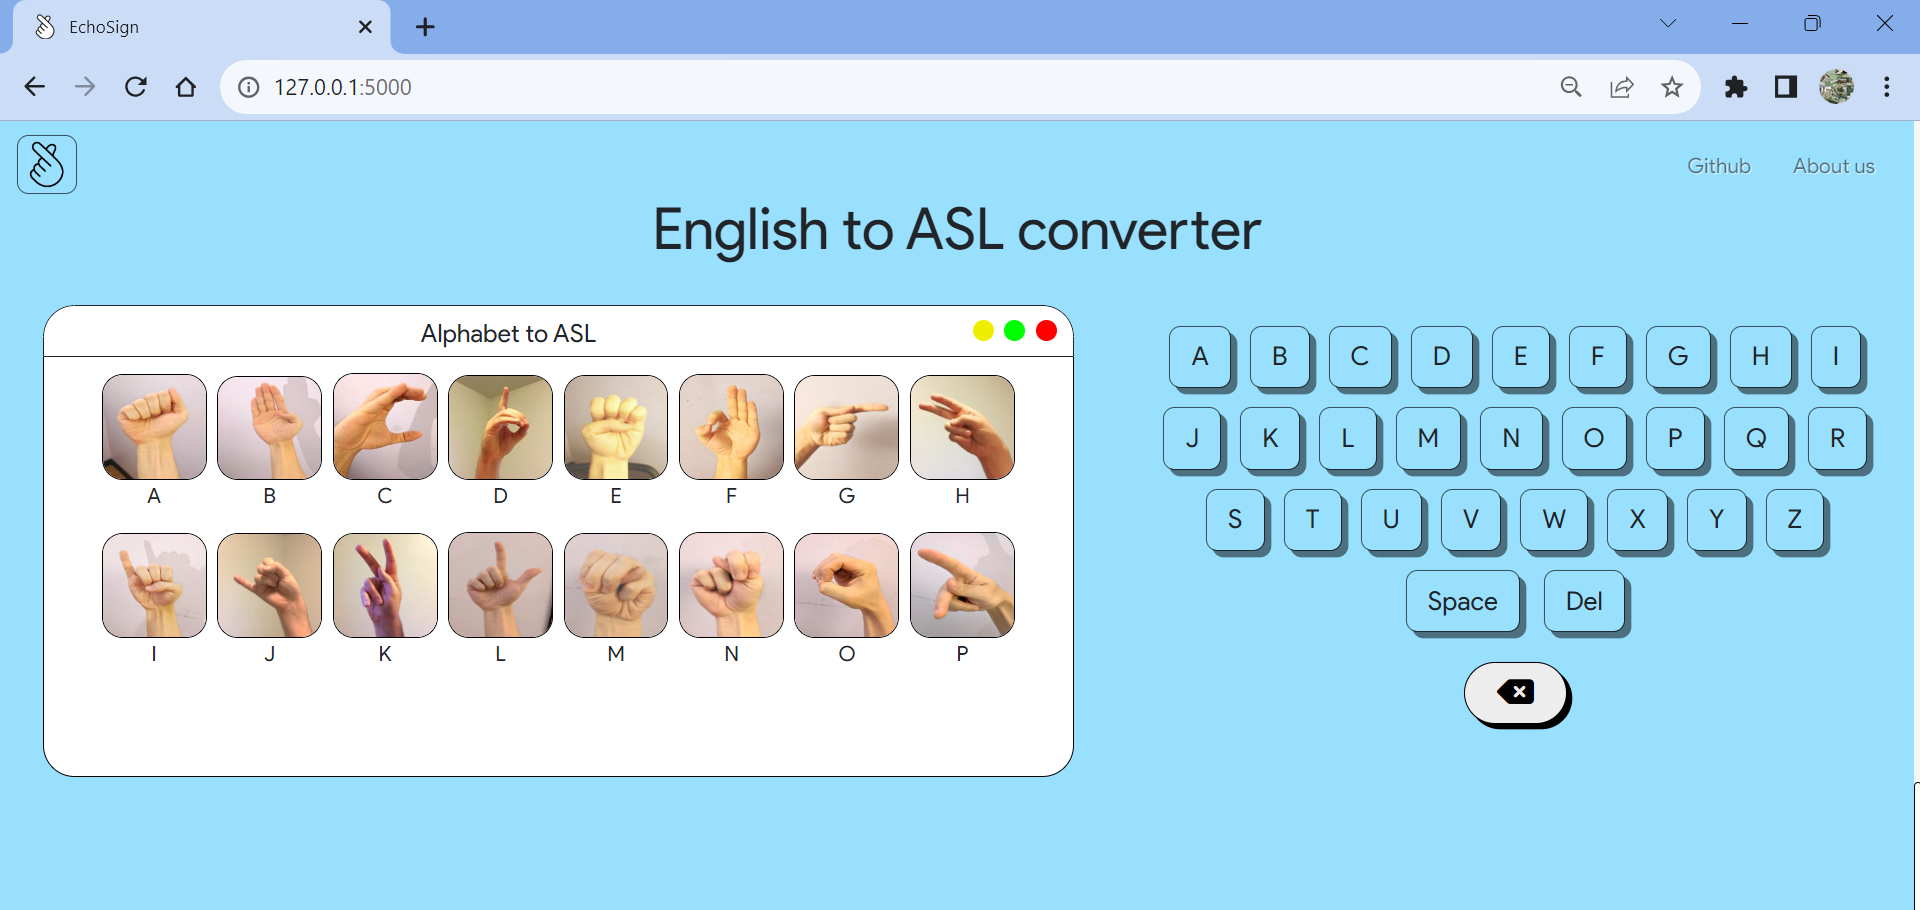 EchoSign
127.0.0.1:5000
Github About us
English to ASL converter
Alphabet to ASL
A B C D E F G H
I J K L M N O P
A B C D E F G H I
J K L M N O P Q R
S T U V W X Y Z
Space Del